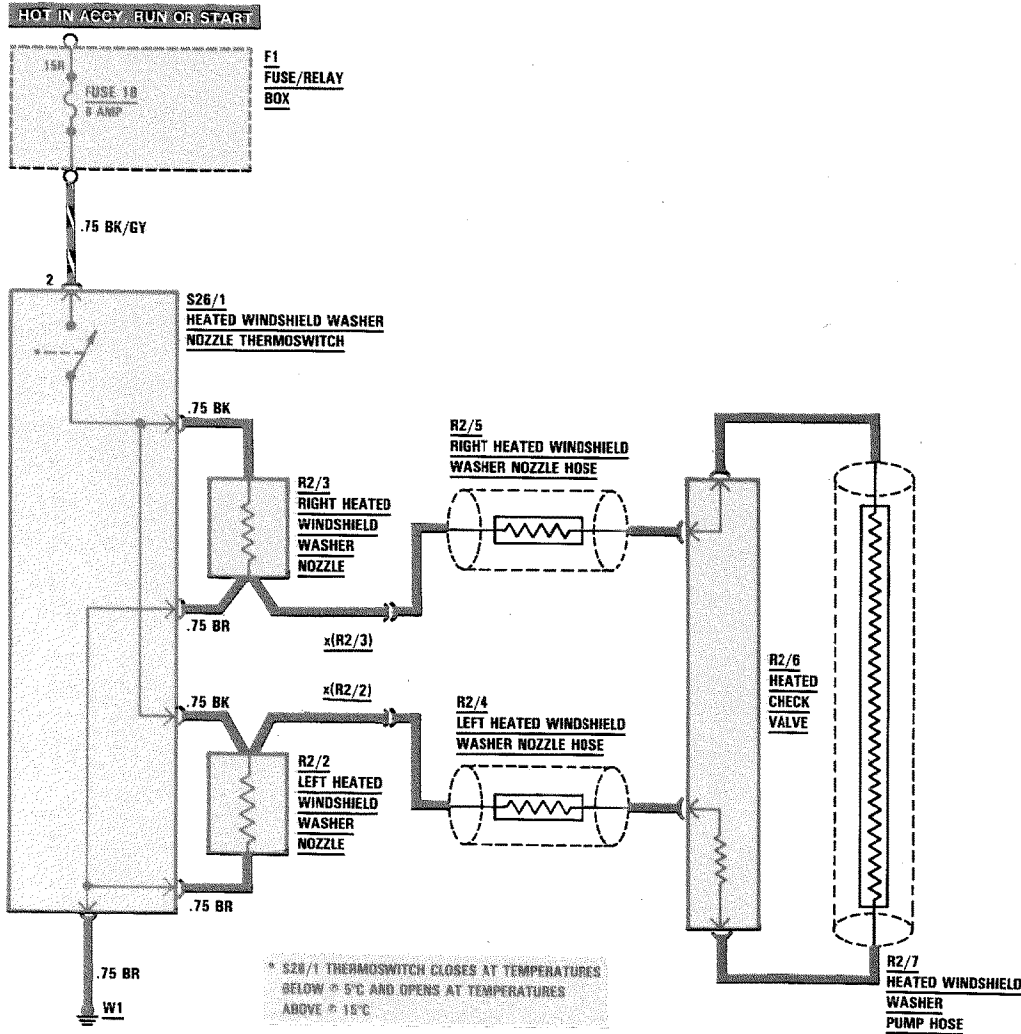 HOT IN ACCY, RUN OR START
15R
FUSE 18
8 AMP
F1
FUSE/RELAY
BOX
.75 BK/GY
2
S26/1
HEATED WINDSHIELD WASHER
NOZZLE THERMOSWITCH
.75 BK
R2/3
RIGHT HEATED
WINDSHIELD
WASHER
NOZZLE
R2/5
RIGHT HEATED WINDSHIELD
WASHER NOZZLE HOSE
.75 BR
x(R2/3)
x(R2/2)
.75 BK
R2/2
LEFT HEATED
WINDSHIELD
WASHER
NOZZLE
R2/4
LEFT HEATED WINDSHIELD
WASHER NOZZLE HOSE
R2/6
HEATED
CHECK
VALVE
.75 BR
.75 BR
W1
* S26/1 THERMOSWITCH CLOSES AT TEMPERATURES
BELOW 5°C AND OPENS AT TEMPERATURES
ABOVE 15°C
R2/7
HEATED WINDSHIELD
WASHER
PUMP HOSE